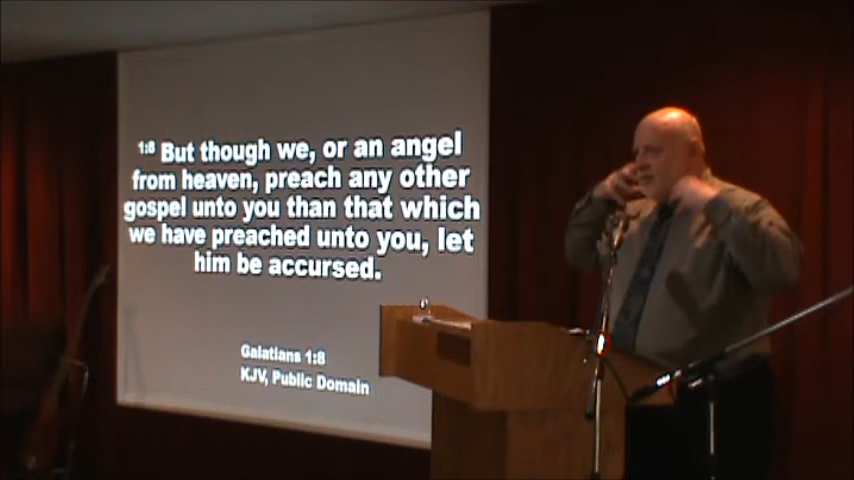 1:8 But though we, or an angel
from heaven, preach any other
gospel unto you than that which
we have preached unto you, let
him be accursed.
Galatians 1:8
KJV, Public Domain